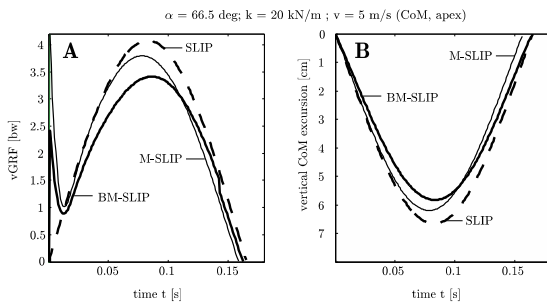 α = 66.5 deg; k = 20 kN/m ; v = 5 m/s (CoM, apex)
A
SLIP
M-SLIP
BM-SLIP
vGRF [bw]
4
3.5
3
2.5
2
1.5
1
0.5
0
0.05
0.1
0.15
time t [s]
B
M-SLIP
BM-SLIP
SLIP
vertical CoM excursion [cm]
0
1
2
3
4
5
6
7
0.05
0.1
0.15
time t [s]